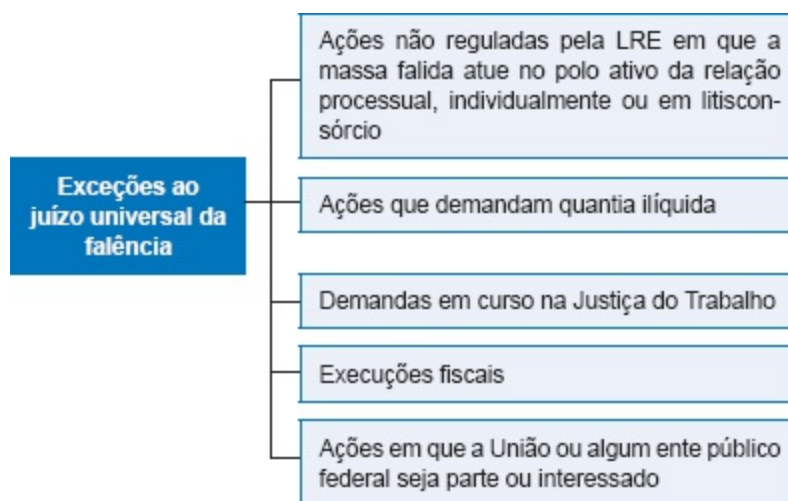 Exceções ao
juízo universal da
falência
Ações não reguladas pela LRE em que a
massa falida atue no polo ativo da relação
processual, individualmente ou em litiscon-
sórcio
Ações que demandam quantia ilíquida
Demandas em curso na Justiça do Trabalho
Execuções fiscais
Ações em que a União ou algum ente público
federal seja parte ou interessado